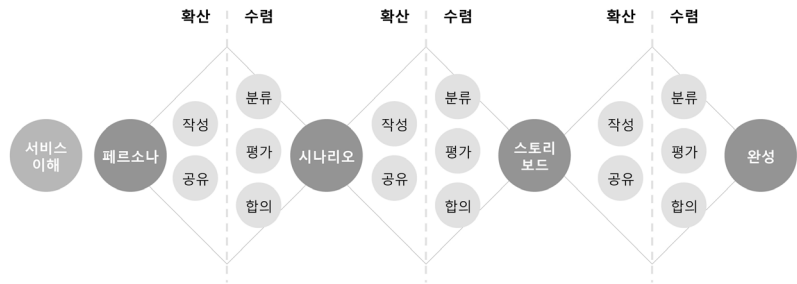 확산 수렴 확산 수렴 확산 수렴
서비스
이해
페르소나
작성
공유
분류
평가
합의
시나리오
작성
공유
분류
평가
합의
스토리
보드
작성
공유
분류
평가
합의
완성